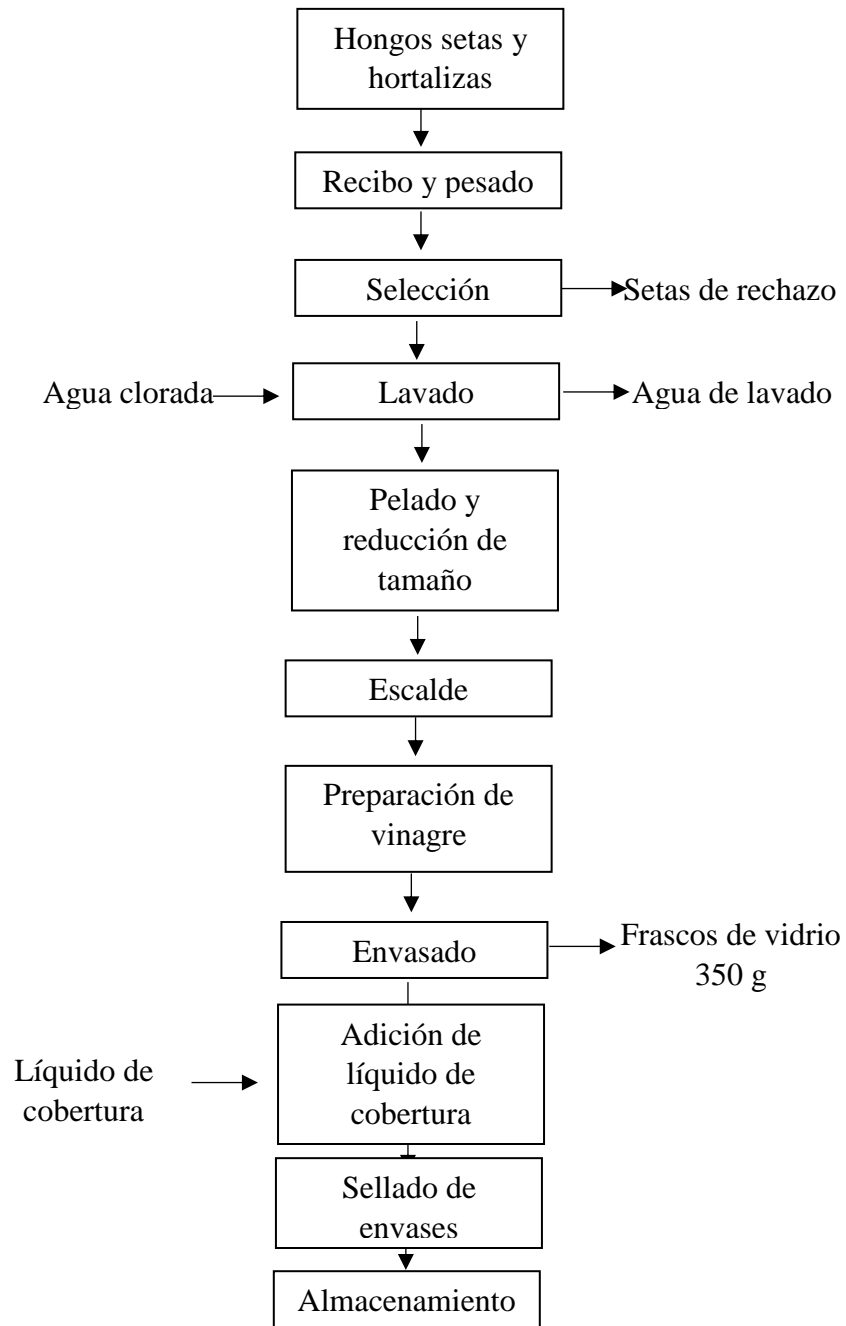 Hongos setas y
hortalizas
Recibo y pesado
Selección
Setas de rechazo
Agua clorada
Lavado
Agua de lavado
Pelado y
reducción de
tamaño
Escalde
Preparación de
vinagre
Envasado
Frascos de vidrio
350 g
Líquido de
cobertura
Adición de
líquido de
cobertura
Sellado de
envases
Almacenamiento